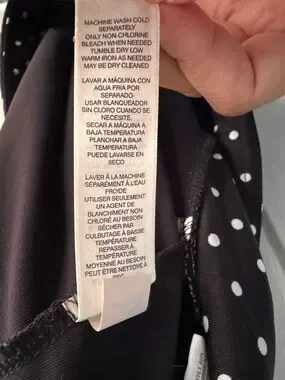 MACHINE WASH COLD
SEPARATELY
ONLY NON-CHLORINE
BLEACH WHEN NEEDED
TUMBLE DRY LOW
WARM IRON AS NEEDED
MAY BE DRY CLEANED
LAVAR A MÁQUINA CON
AGUA FRIA POR
SEPARADO
USAR BLANQUEADOR
SIN CLORO CUANDO SE
NECESITE.
SECAR A MÁQUINA A
BAJA TEMPERATURA
PLANCHAR A BAJA
TEMPERATURA
PUEDE LAVARSE EN
SECO
LAVER À LA MACHINE
SÉPARÉMENT À L'EAU
FROIDE
UTILISER SEULEMENT
UN AGENT DE
BLANCHIMENT NON
CHLORÉ AU BESOIN
SÉCHER PAR
CULBUTAGE À BASSE
TEMPÉRATURE
REPASSER À
TEMPÉRATURE
MOYENNE AU BESOIN
PEUT ÊTRE NETTOYÉ À
SEC